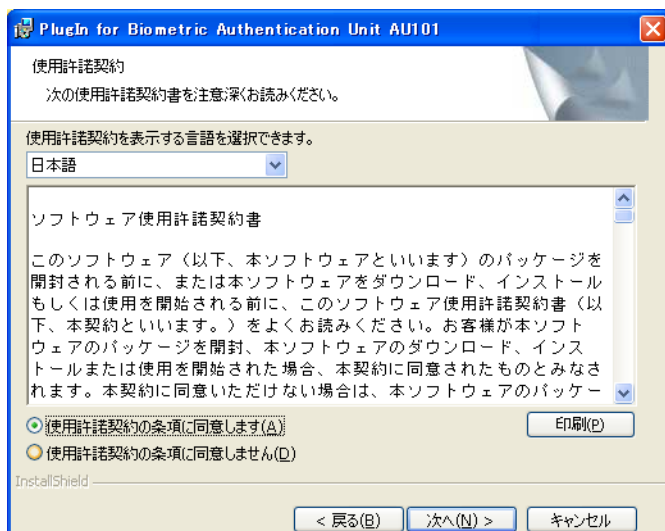 PlugIn for Biometric Authentication Unit AU101
使用許諾契約
次の使用許諾契約書を注意深くお読みください。
使用許諾契約を表示する言語を選択できます。
日本語
ソフトウェア使用許諾契約書
このソフトウェア（以下、本ソフトウェアといいます）のパッケージを
開封される前に、または本ソフトウェアをダウンロード、インストール
もしくは使用を開始される前に、このソフトウェア使用許諾契約書（以
下、本契約といいます。）をよくお読みください。お客様が本ソフト
ウェアのパッケージを開封、本ソフトウェアのダウンロード、インス
トールまたは使用を開始された場合、本契約に同意されたものとみなさ
れます。本契約に同意いただけない場合は、本ソフトウェアのパッケー
使用許諾契約の条項に同意します(A)
印刷(P)
使用許諾契約の条項に同意しません(D)
InstallShield
< 戻る(B)
次へ(N) >
キャンセル